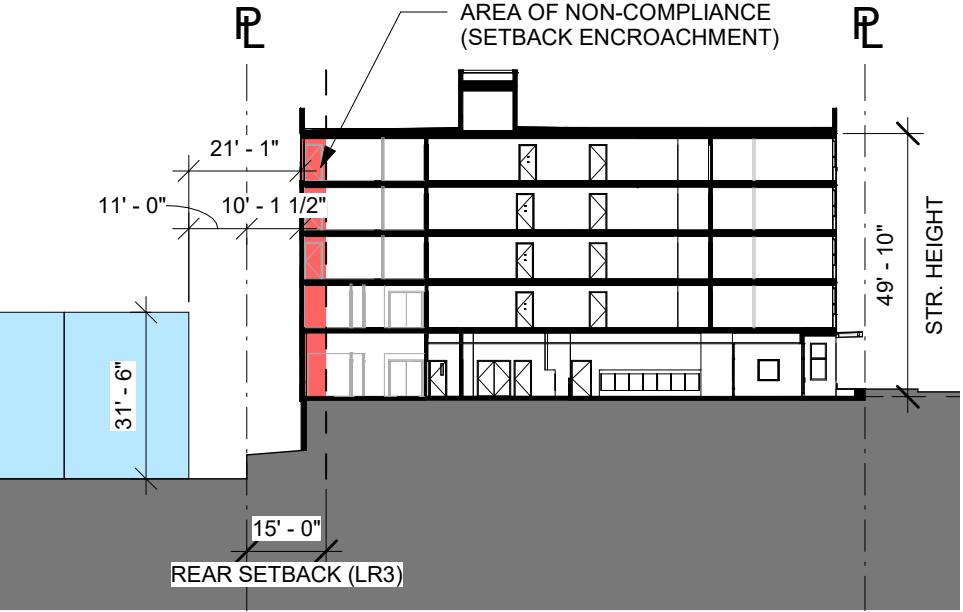 PL
PL
AREA OF NON-COMPLIANCE
(SETBACK ENCROACHMENT)
21' - 1"
11' - 0"
10' - 1 1/2"
49' - 10"
STR. HEIGHT
31' - 6"
15' - 0"
REAR SETBACK (LR3)